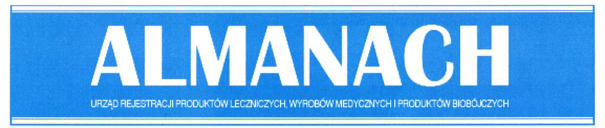 ALMANACH
URZĄD REJESTRACJI PRODUKTÓW LECZNICZYCH, WYROBÓW MEDYCZNYCH I PRODUKTÓW BIOBÓJCZYCH